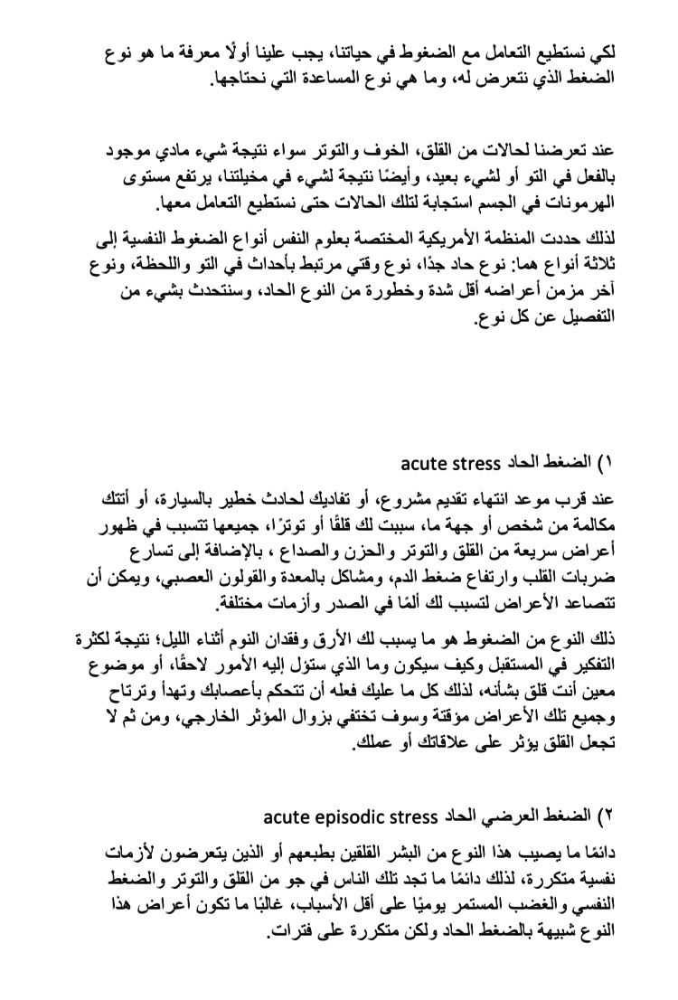 لكي نستطيع التعامل مع الضغوط في حياتنا، يجب علينا أولًا معرفة ما هو نوع
الضغط الذي نتعرض له، وما هي نوع المساعدة التي نحتاجها.
عند تعرضنا لحالات من القلق، الخوف والتوتر سواء نتيجة شيء مادي موجود
بالفعل في التو أو لشيء بعيد، وأيضًا نتيجة لشيء في مخيلتنا، يرتفع مستوى
الهرمونات في الجسم استجابة لتلك الحالات حتى نستطيع التعامل معها.
لذلك حددت المنظمة الأمريكية المختصة بعلوم النفس أنواع الضغوط النفسية إلى
ثلاثة أنواع هما: نوع حاد جدًا، نوع وقتي مرتبط بأحداث في التو واللحظة، ونوع
آخر مزمن أعراضه أقل شدة وخطورة من النوع الحاد، وسنتحدث بشيء من
التفصيل عن كل نوع.
١) الضغط الحاد acute stress
عند قرب موعد انتهاء تقديم مشروع، أو تفاديك لحادث خطير بالسيارة، أو أتتك
مكالمة من شخص أو جهة ما، سببت لك قلقًا أو توترًا، جميعها تتسبب في ظهور
أعراض سريعة من القلق والتوتر والحزن والصداع ، بالإضافة إلى تسارع
ضربات القلب وارتفاع ضغط الدم، ومشاكل بالمعدة والقولون العصبي، ويمكن أن
تتصاعد الأعراض لتسبب لك ألمًا في الصدر وأزمات مختلفة.
ذلك النوع من الضغوط هو ما يسبب لك الأرق وفقدان النوم أثناء الليل؛ نتيجة لكثرة
التفكير في المستقبل وكيف سيكون وما الذي ستؤل إليه الأمور لاحقًا، أو موضوع
معين أنت قلق بشأنه، لذلك كل ما عليك فعله أن تتحكم بأعصابك وتهدأ وترتاح
وجميع تلك الأعراض مؤقتة وسوف تختفي بزوال المؤثر الخارجي، ومن ثم لا
تجعل القلق يؤثر على علاقاتك أو عملك.
٢) الضغط العرضي الحاد acute episodic stress
دائمًا ما يصيب هذا النوع من البشر القلقين بطبعهم أو الذين يتعرضون لأزمات
نفسية متكررة، لذلك دائمًا ما تجد تلك الناس في جو من القلق والتوتر والضغط
النفسي والغضب المستمر يوميًا على أقل الأسباب، غالبًا ما تكون أعراض هذا
النوع شبيهة بالضغط الحاد ولكن متكررة على فترات.